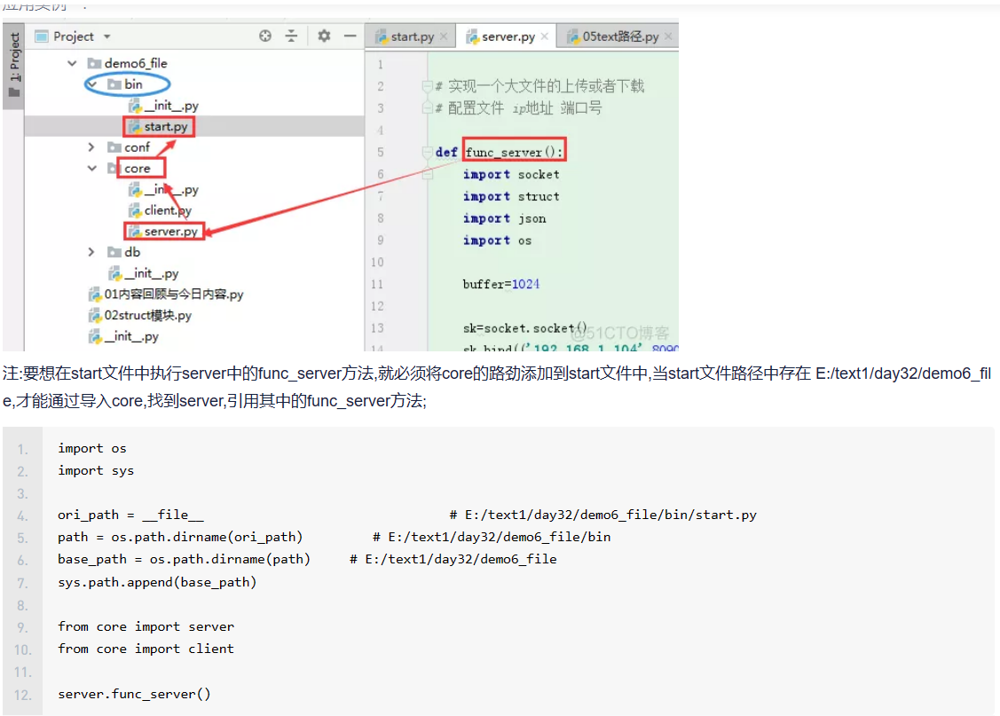 1: Project
Project
demo6_file
bin
__init__.py
start.py
conf
core
__init__.py
client.py
server.py
db
__init__.py
01内容回顾与今日内容.py
02struct模块.py
__init__.py
start.py
server.py
05text路径.py
1
2 # 实现一个大文件的上传或者下载
3 # 配置文件 ip地址 端口号
4
5 def func_server():
6 import socket
7 import struct
8 import json
9 import os
10
11 buffer=1024
12
13 sk=socket.socket()
14 sk.bind(('192.168.1.104',8090
@51CTO博客
注:要想在start文件中执行server中的func_server方法,就必须将core的路劲添加到start文件中,当start文件路径中存在 E:/text1/day32/demo6_fil
e,才能通过导入core,找到server,引用其中的func_server方法;
1. import os
2. import sys
3.
4. ori_path = __file__ # E:/text1/day32/demo6_file/bin/start.py
5. path = os.path.dirname(ori_path) # E:/text1/day32/demo6_file/bin
6. base_path = os.path.dirname(path) # E:/text1/day32/demo6_file
7. sys.path.append(base_path)
8.
9. from core import server
10. from core import client
11.
12. server.func_server()